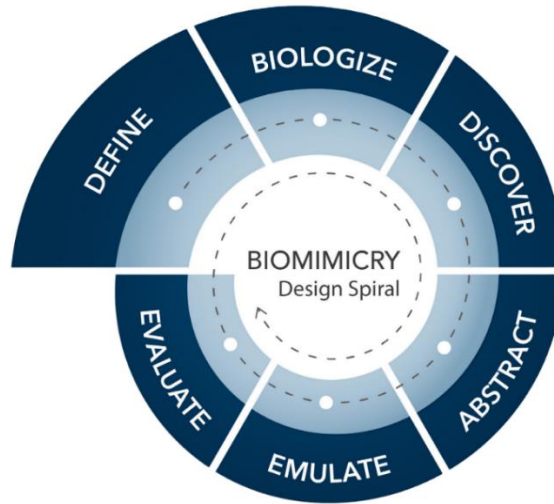 DEFINE
BIOLOGIZE
DISCOVER
ABSTRACT
EMULATE
EVALUATE
BIOMIMICRY
Design Spiral